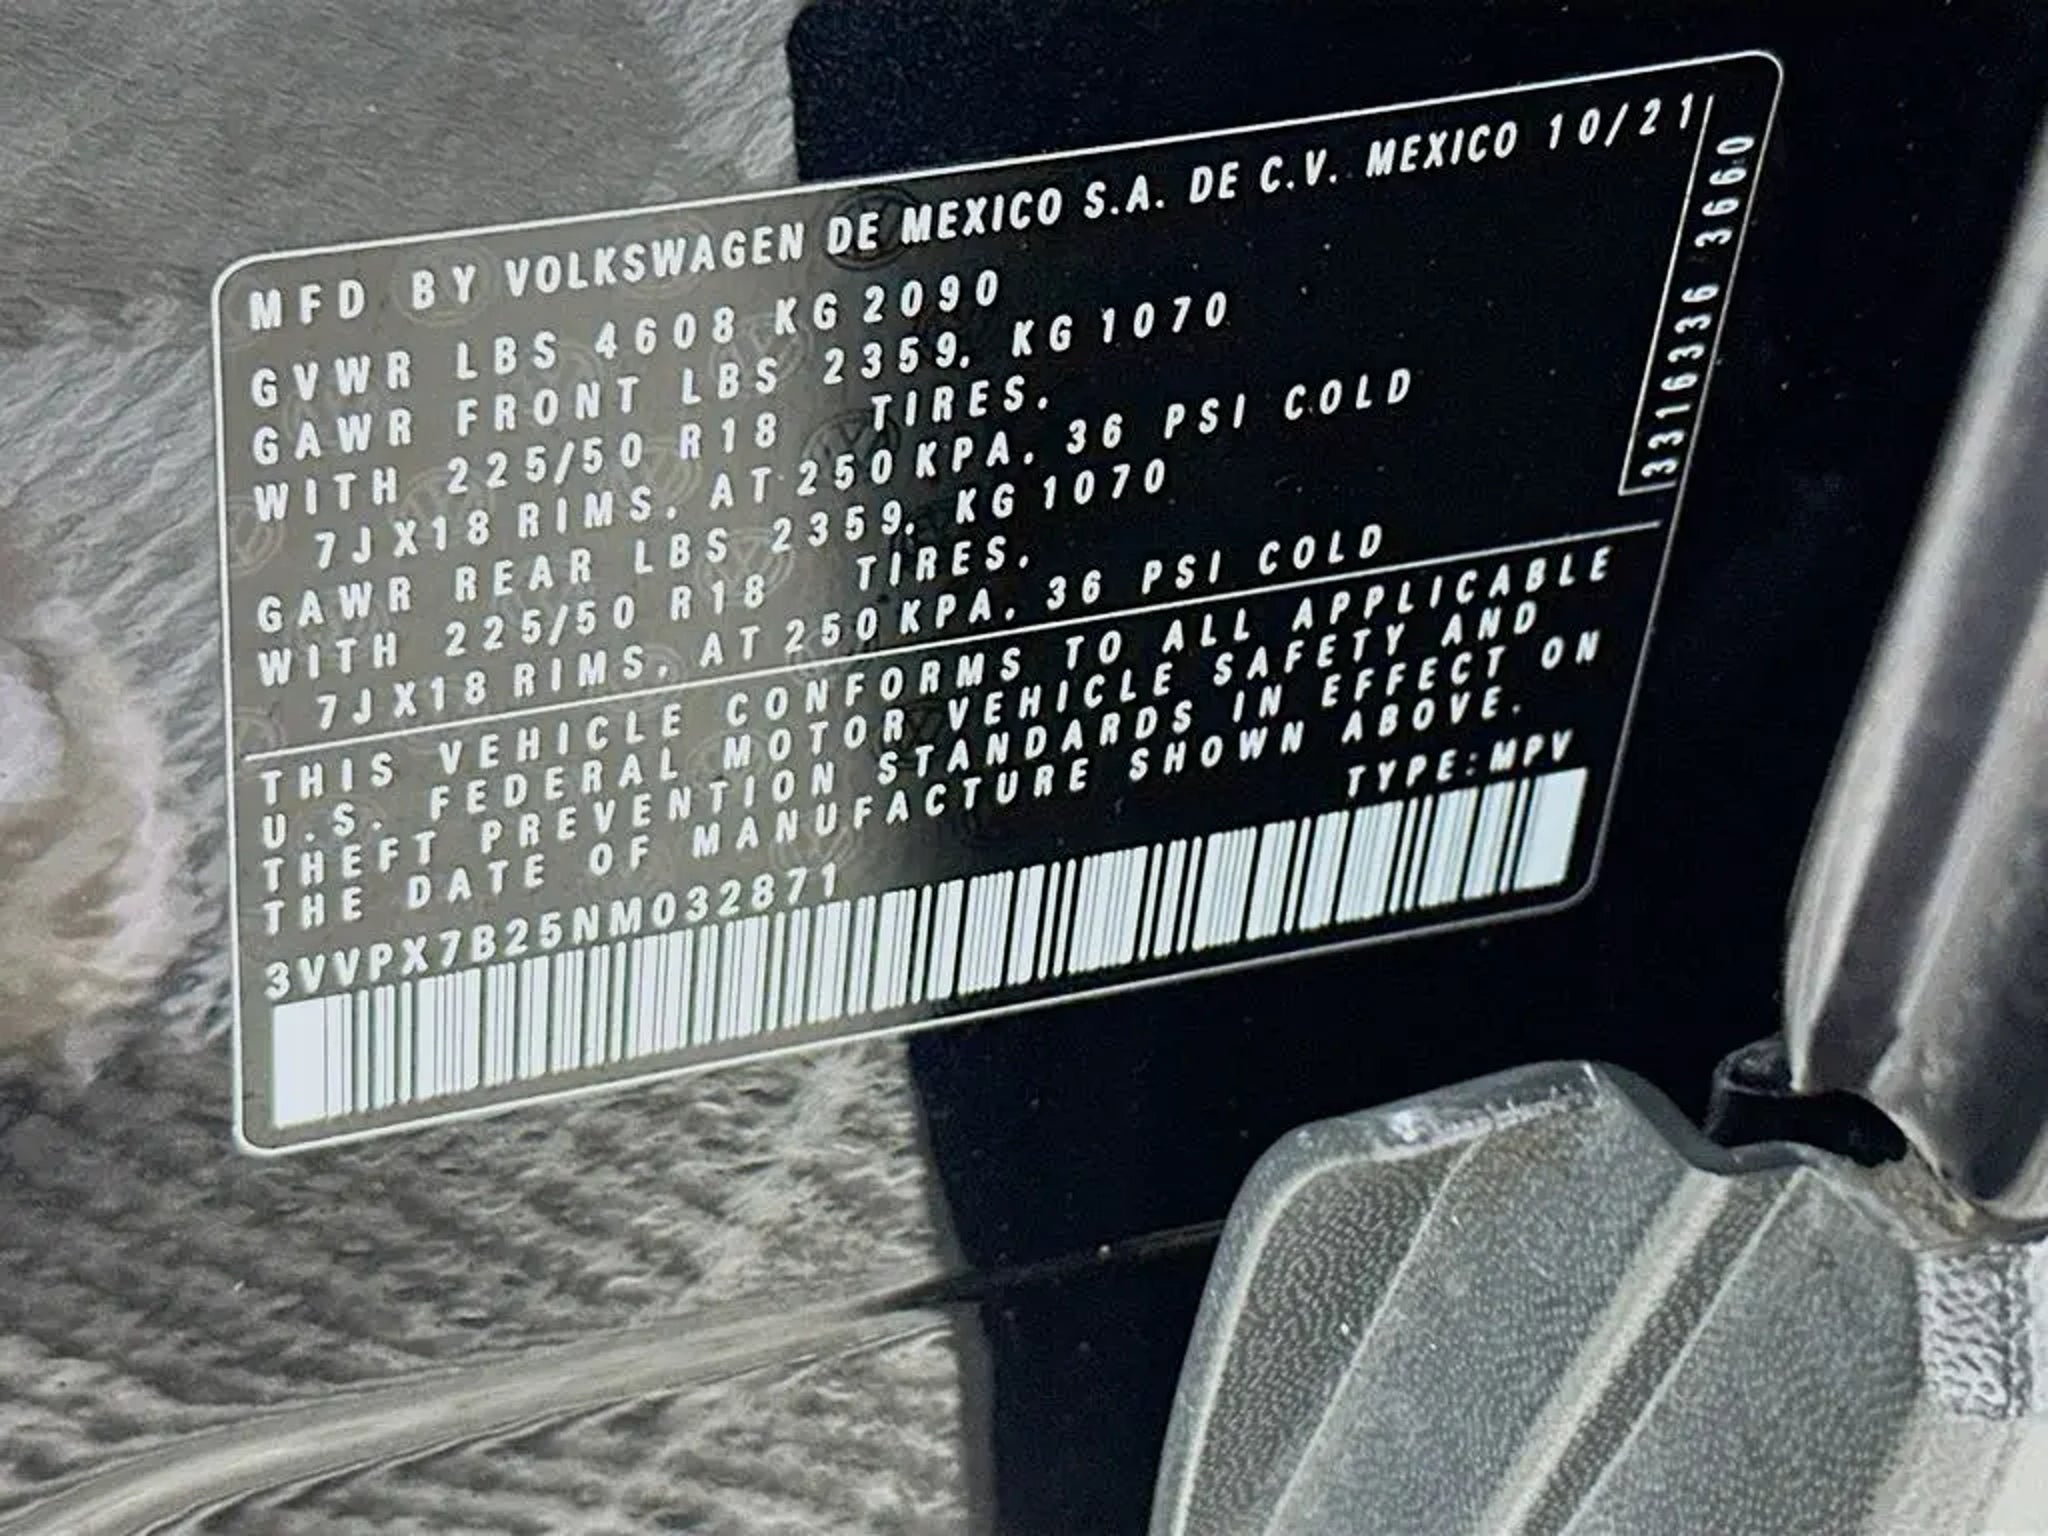 MFD BY VOLKSWAGEN DE MEXICO S.A. DE C.V. MEXICO 10/21
GVWR LBS 4608 KG 2090
GAWR FRONT LBS 2359. KG 1070
WITH 225/50 R18 TIRES.
7JX18 RIMS. AT 250KPA. 36 PSI COLD
GAWR REAR LBS 2359. KG 1070
WITH 225/50 R18 TIRES.
7JX18 RIMS. AT 250KPA. 36 PSI COLD
THIS VEHICLE CONFORMS TO ALL APPLICABLE
U.S. FEDERAL MOTOR VEHICLE SAFETY AND
THEFT PREVENTION STANDARDS IN EFFECT ON
THE DATE OF MANUFACTURE SHOWN ABOVE.
3VVPX7B25NM032871 TYPE:MPV
3316336 3660